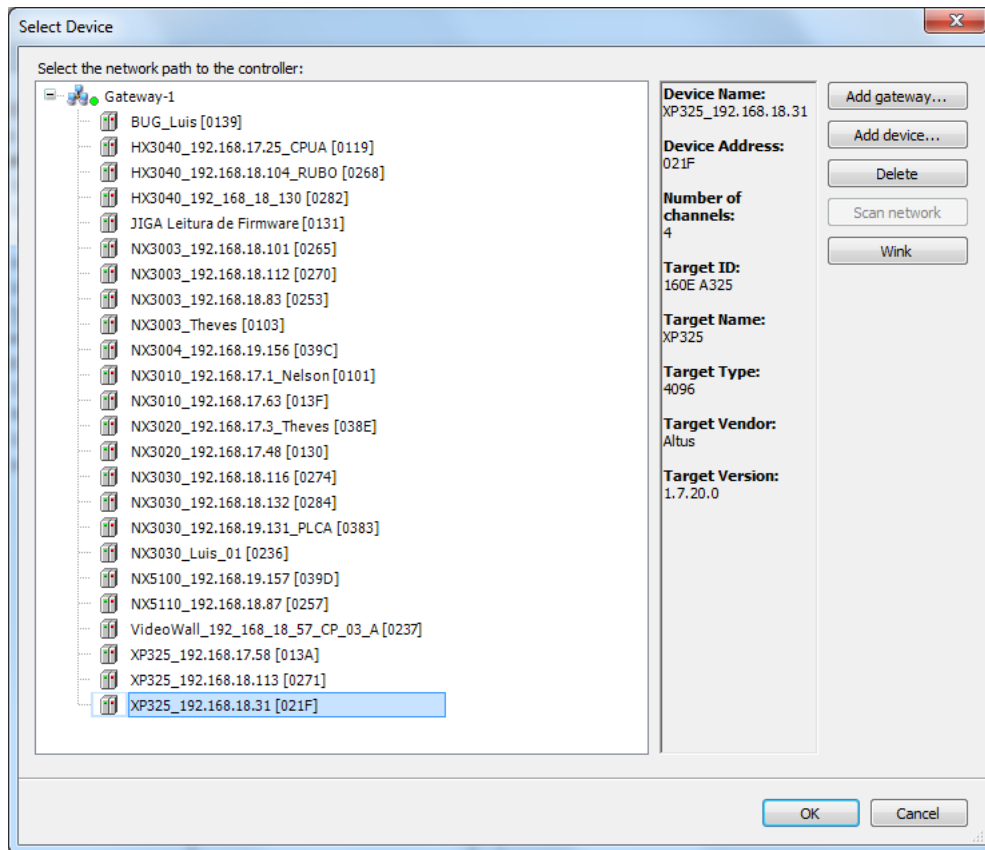 Select Device
Select the network path to the controller:
Gateway-1
BUG_Luis [0139]
HX3040_192.168.17.25_CPUA [0119]
HX3040_192.168.18.104_RUBO [0268]
HX3040_192_168_18_130 [0282]
JIGA Leitura de Firmware [0131]
NX3003_192.168.18.101 [0265]
NX3003_192.168.18.112 [0270]
NX3003_192.168.18.83 [0253]
NX3003_Theves [0103]
NX3004_192.168.19.156 [039C]
NX3010_192.168.17.1_Nelson [0101]
NX3010_192.168.17.63 [013F]
NX3020_192.168.17.3_Theves [038E]
NX3020_192.168.17.48 [0130]
NX3030_192.168.18.116 [0274]
NX3030_192.168.18.132 [0284]
NX3030_192.168.19.131_PLCA [0383]
NX3030_Luis_01 [0236]
NX5100_192.168.19.157 [039D]
NX5110_192.168.18.87 [0257]
VideoWall_192_168_18_57_CP_03_A [0237]
XP325_192.168.17.58 [013A]
XP325_192.168.18.113 [0271]
XP325_192.168.18.31 [021F]
Device Name:
XP325_192.168.18.31
Device Address:
021F
Number of
channels:
4
Target ID:
160E A325
Target Name:
XP325
Target Type:
4096
Target Vendor:
Altus
Target Version:
1.7.20.0
Add gateway...
Add device...
Delete
Scan network
Wink
OK
Cancel